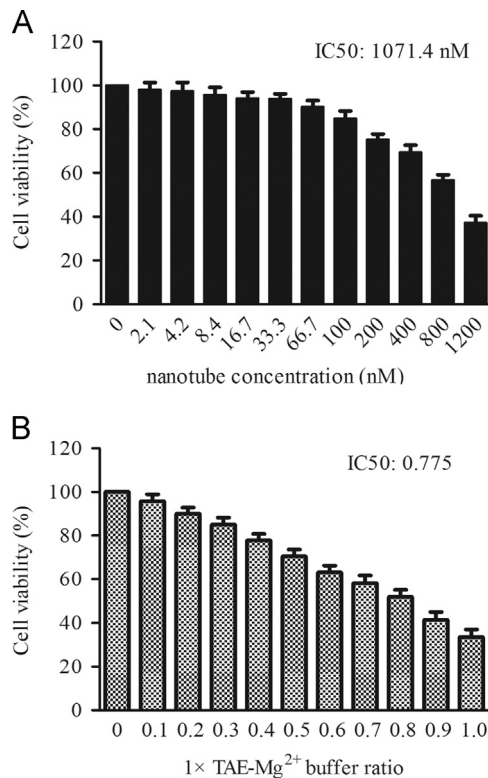 A
IC50: 1071.4 nM
Cell viability (%)
120
100
80
60
40
20
0
0 2.1 4.2 8.4 16.7 33.3 66.7 100 200 400 800 1200
nanotube concentration (nM)
B
IC50: 0.775
Cell viability (%)
120
100
80
60
40
20
0
0 0.1 0.2 0.3 0.4 0.5 0.6 0.7 0.8 0.9 1.0
1× TAE-Mg²⁺ buffer ratio